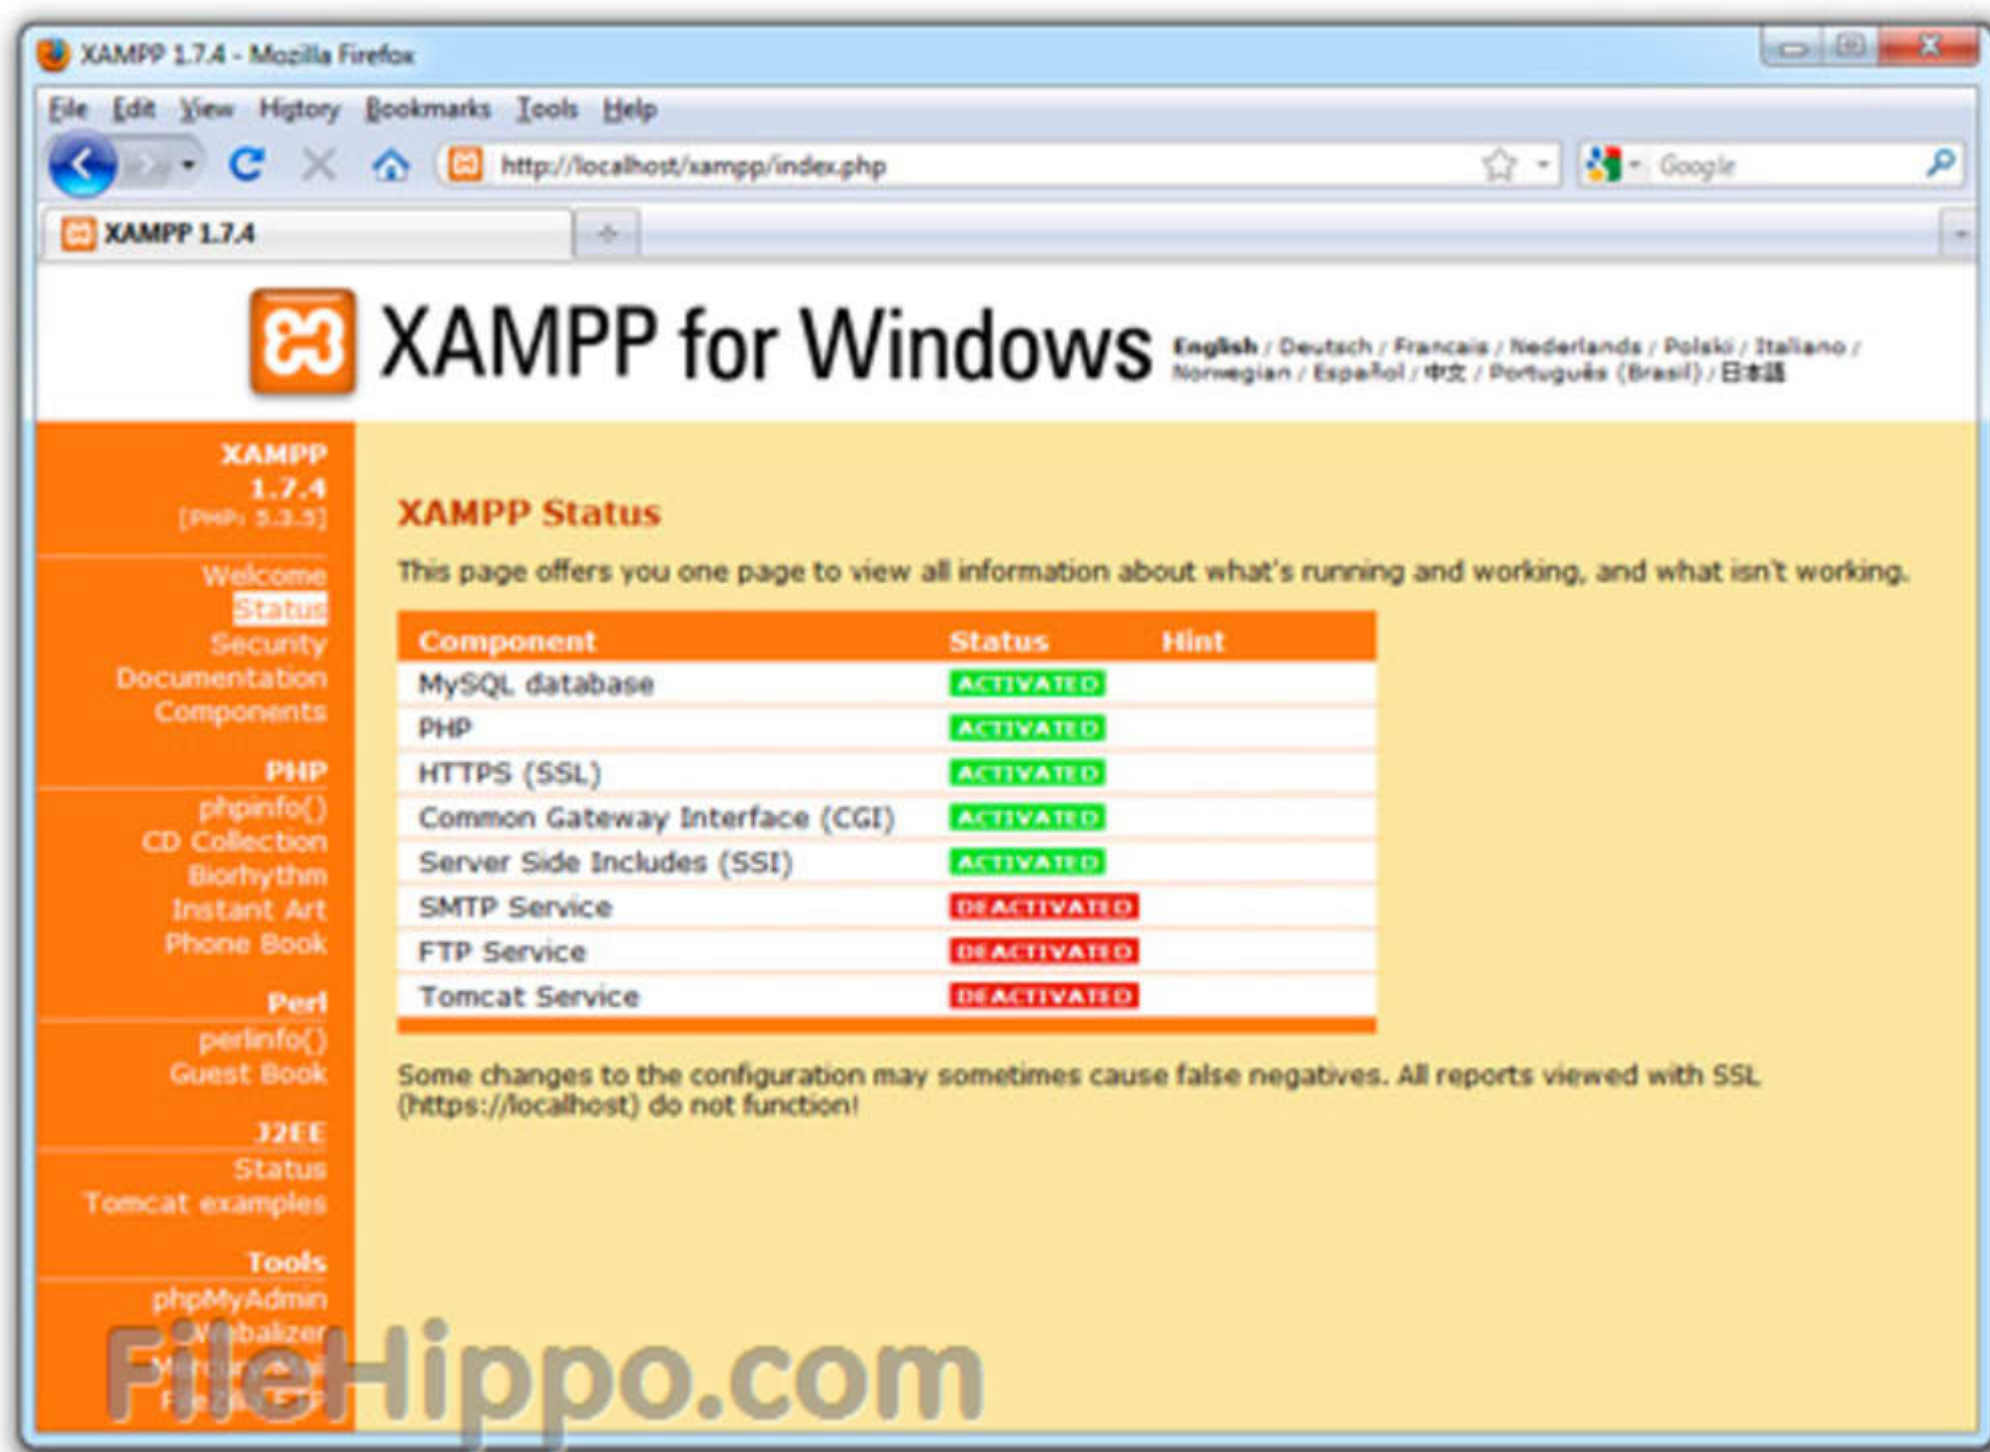 XAMPP 1.7.4 - Mozilla Firefox
File Edit View History Bookmarks Tools Help
http://localhost/xampp/index.php
Google
XAMPP 1.7.4
XAMPP for Windows
English / Deutsch / Francais / Nederlands / Polski / Italiano /
Norwegian / Español / 中文 / Português (Brasil) / 日本語
XAMPP
1.7.4
[PHP: 5.3.5]
Welcome
Status
Security
Documentation
Components
PHP
phpinfo()
CD Collection
Biorhythm
Instant Art
Phone Book
Perl
perlinfo()
Guest Book
J2EE
Status
Tomcat examples
Tools
phpMyAdmin
Webalizer
Mercury Mail
FileZilla FTP
XAMPP Status
This page offers you one page to view all information about what's running and working, and what isn't working.
Component Status Hint
MySQL database ACTIVATED
PHP ACTIVATED
HTTPS (SSL) ACTIVATED
Common Gateway Interface (CGI) ACTIVATED
Server Side Includes (SSI) ACTIVATED
SMTP Service DEACTIVATED
FTP Service DEACTIVATED
Tomcat Service DEACTIVATED
Some changes to the configuration may sometimes cause false negatives. All reports viewed with SSL
(https://localhost) do not function!
FileHippo.com